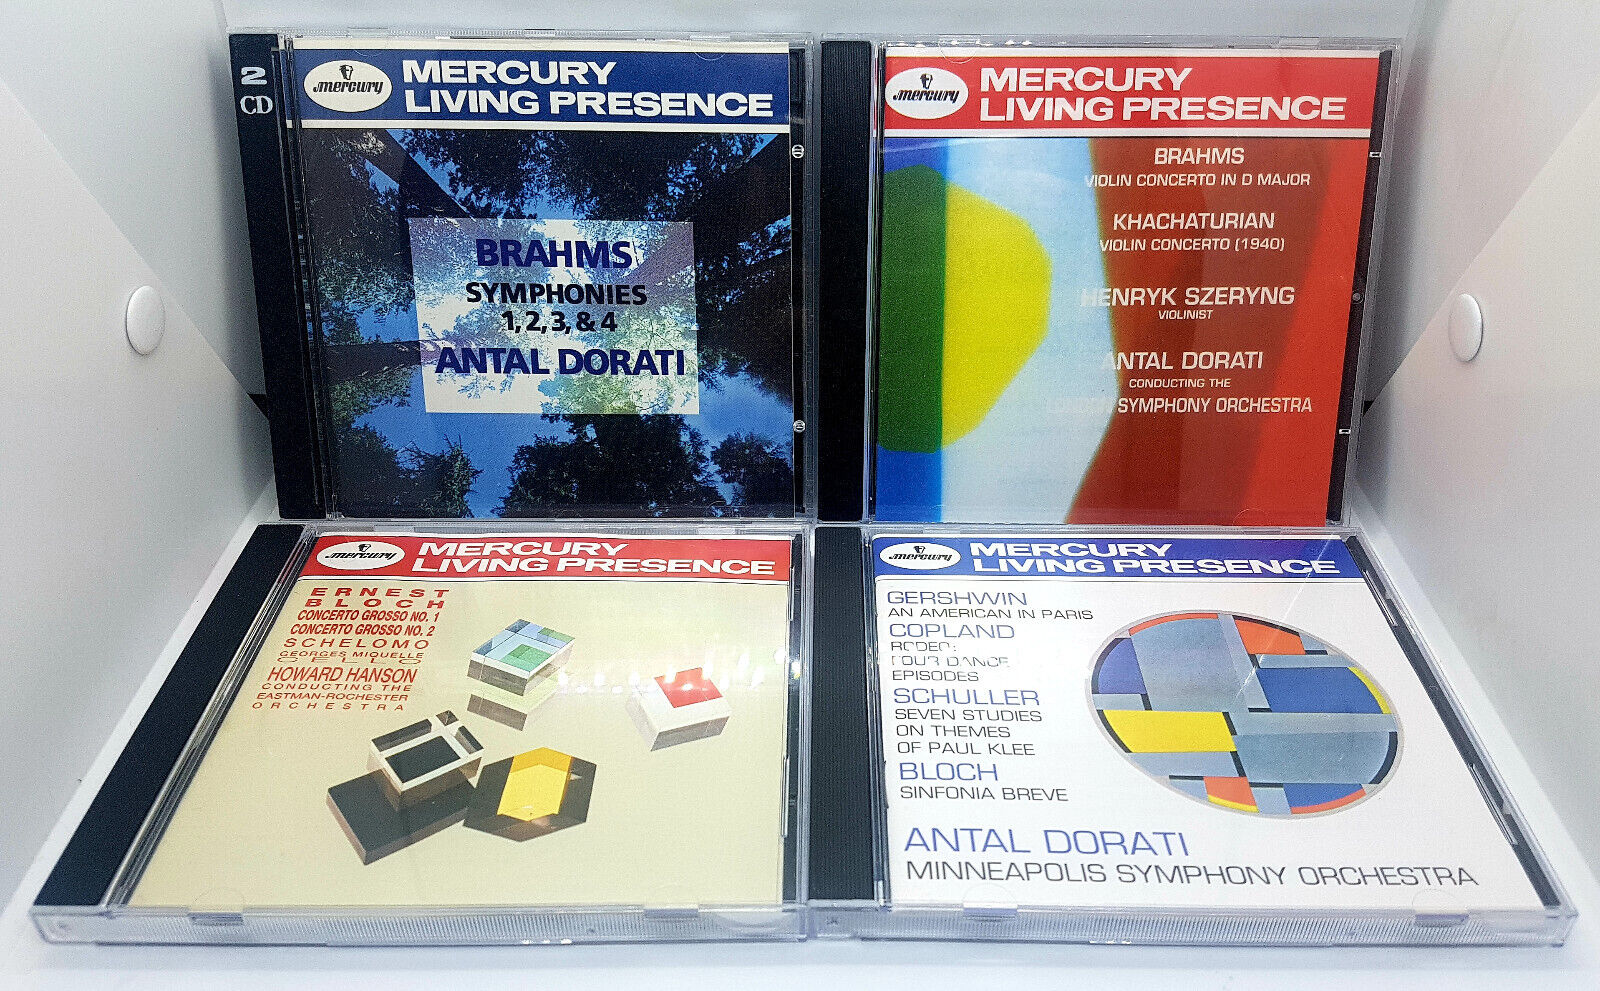 2
CD
mercury
MERCURY
LIVING PRESENCE
BRAHMS
SYMPHONIES
1, 2, 3, & 4
ANTAL DORATI
mercury
MERCURY
LIVING PRESENCE
BRAHMS
VIOLIN CONCERTO IN D MAJOR
KHACHATURIAN
VIOLIN CONCERTO (1940)
HENRYK SZERYNG
VIOLINIST
ANTAL DORATI
CONDUCTING THE
SYMPHONY ORCHESTRA
mercury
MERCURY
LIVING PRESENCE
ERNEST
BLOCH
CONCERTO GROSSO NO. 1
CONCERTO GROSSO NO. 2
SCHELOMO
GEORGES MIQUELLE
CELLO
HOWARD HANSON
CONDUCTING THE
EASTMAN-ROCHESTER
ORCHESTRA
mercury
MERCURY
LIVING PRESENCE
GERSHWIN
AN AMERICAN IN PARIS
COPLAND
RODEO:
FOUR DANCE
EPISODES
SCHULLER
SEVEN STUDIES
ON THEMES
OF PAUL KLEE
BLOCH
SINFONIA BREVE
ANTAL DORATI
MINNEAPOLIS SYMPHONY ORCHESTRA